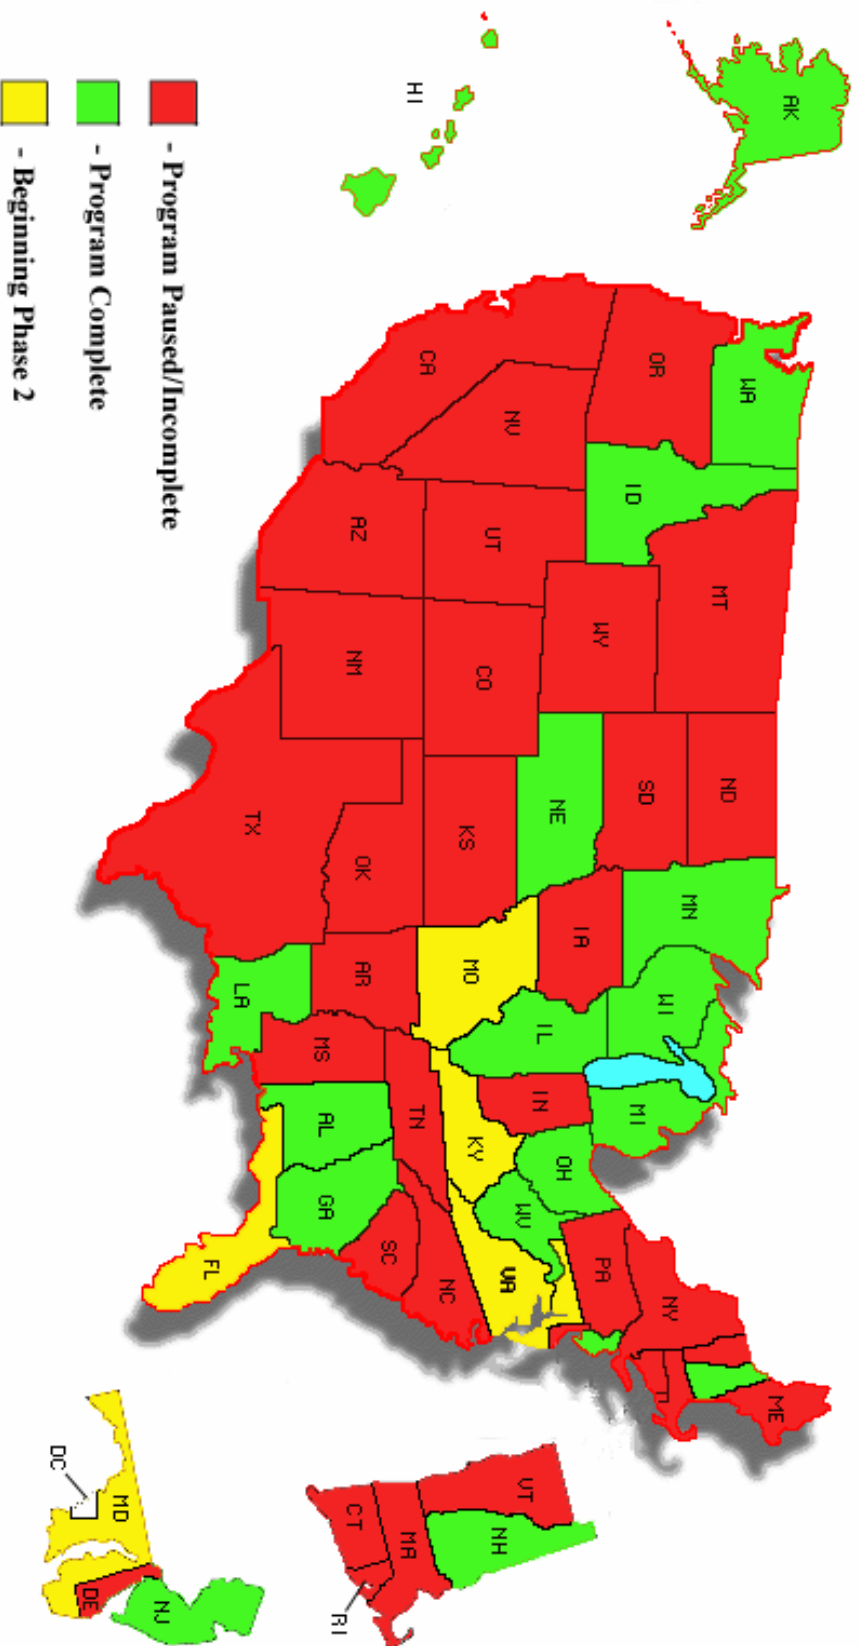 AK
HI
WA
OR
CA
NV
ID
MT
WY
UT
AZ
CO
NM
ND
SD
NE
KS
OK
TX
MN
IA
MO
AR
LA
WI
IL
MI
IN
OH
KY
TN
MS
AL
GA
FL
SC
NC
VA
WV
PA
NY
ME
VT
NH
MA
CT
RI
MD
DC
DE
NJ
- Program Paused/Incomplete
- Program Complete
- Beginning Phase 2